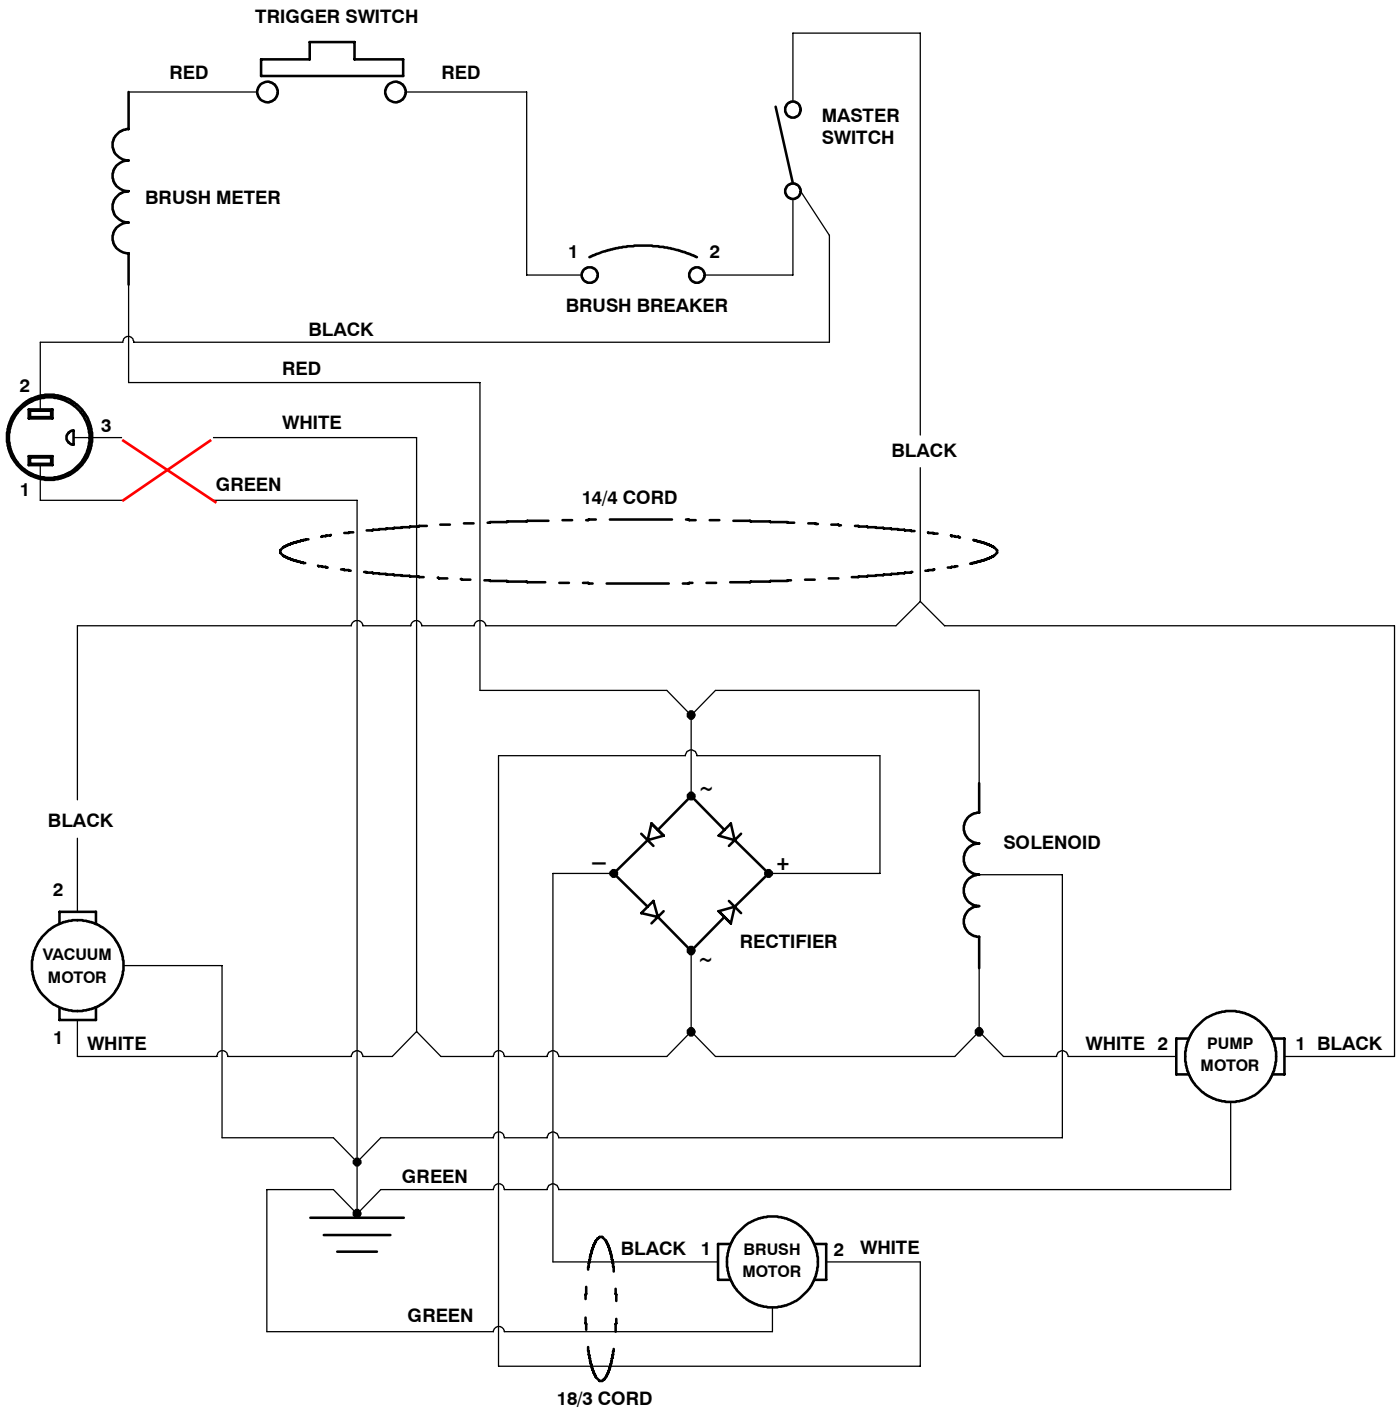 TRIGGER SWITCH
RED
RED
MASTER
SWITCH
BRUSH METER
1
2
BRUSH BREAKER
BLACK
RED
2
3
WHITE
BLACK
1
GREEN
14/4 CORD
~
BLACK
SOLENOID
–
+
2
RECTIFIER
VACUUM
MOTOR
~
1
WHITE
WHITE 2
PUMP
MOTOR
1 BLACK
GREEN
BLACK 1
BRUSH
MOTOR
2 WHITE
GREEN
18/3 CORD